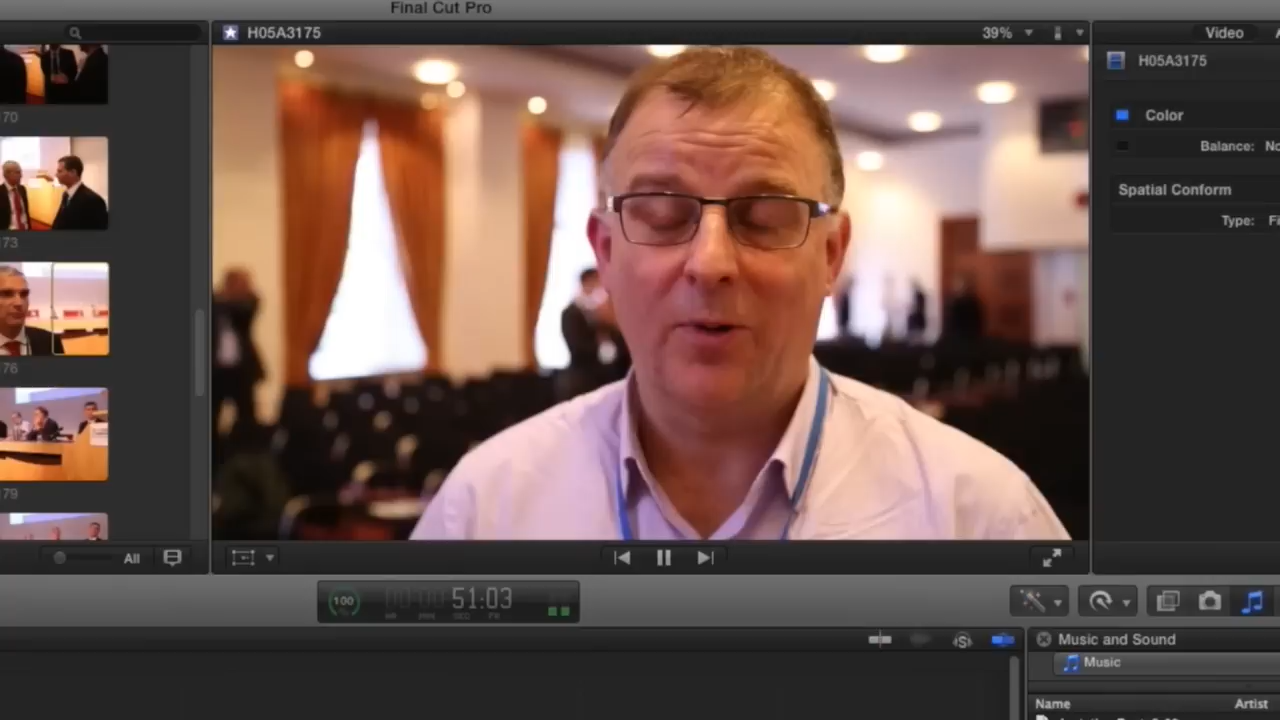 Final Cut Pro
H05A3175
39%
Video
H05A3175
Color
Balance:
Spatial Conform
Type:
70
73
76
79
All
100
51:03
Music and Sound
Music
Name
Artist